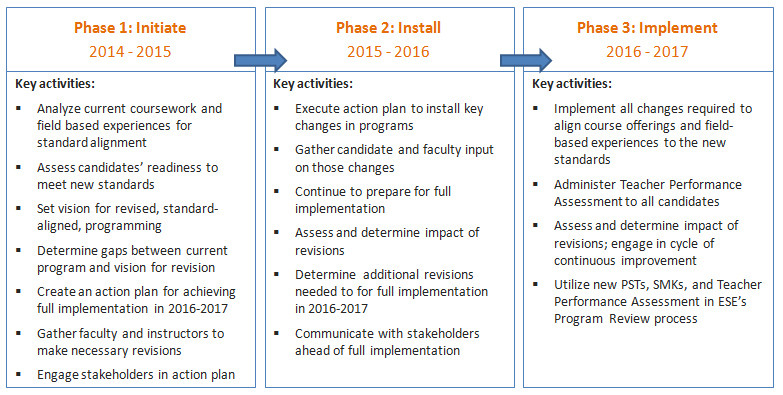 Phase 1: Initiate
2014 - 2015
Key activities:
▪ Analyze current coursework and
field based experiences for
standard alignment
▪ Assess candidates’ readiness to
meet new standards
▪ Set vision for revised, standard-
aligned, programming
▪ Determine gaps between current
program and vision for revision
▪ Create an action plan for achieving
full implementation in 2016-2017
▪ Gather faculty and instructors to
make necessary revisions
▪ Engage stakeholders in action plan
Phase 2: Install
2015 - 2016
Key activities:
▪ Execute action plan to install key
changes in programs
▪ Gather candidate and faculty input
on those changes
▪ Continue to prepare for full
implementation
▪ Assess and determine impact of
revisions
▪ Determine additional revisions
needed to for full implementation
in 2016-2017
▪ Communicate with stakeholders
ahead of full implementation
Phase 3: Implement
2016 - 2017
Key activities:
▪ Implement all changes required to
align course offerings and field-
based experiences to the new
standards
▪ Administer Teacher Performance
Assessment to all candidates
▪ Assess and determine impact of
revisions; engage in cycle of
continuous improvement
▪ Utilize new PSTs, SMKs, and Teacher
Performance Assessment in ESE’s
Program Review process